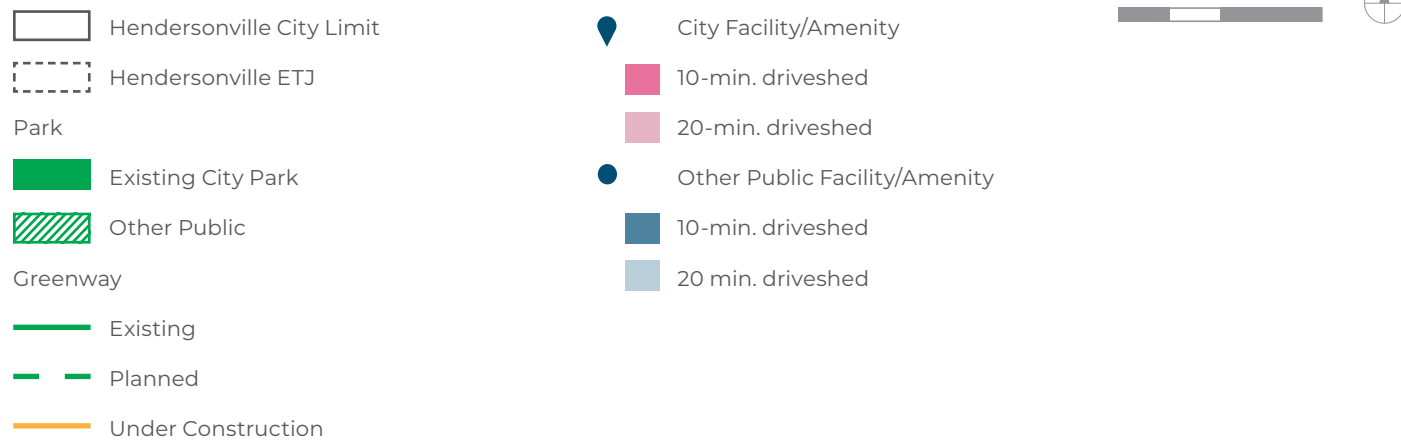 Hendersonville City Limit
Hendersonville ETJ
Park
Existing City Park
Other Public
Greenway
Existing
Planned
Under Construction
City Facility/Amenity
10-min. driveshed
20-min. driveshed
Other Public Facility/Amenity
10-min. driveshed
20 min. driveshed